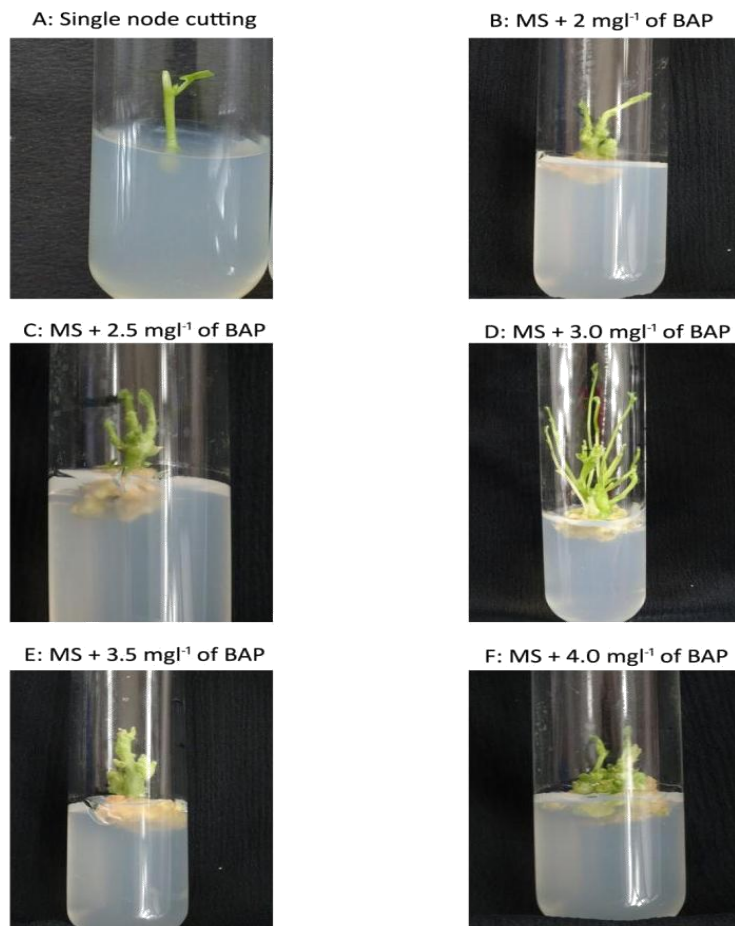 A: Single node cutting
B: MS + 2 mgl⁻¹ of BAP
C: MS + 2.5 mgl⁻¹ of BAP
D: MS + 3.0 mgl⁻¹ of BAP
E: MS + 3.5 mgl⁻¹ of BAP
F: MS + 4.0 mgl⁻¹ of BAP